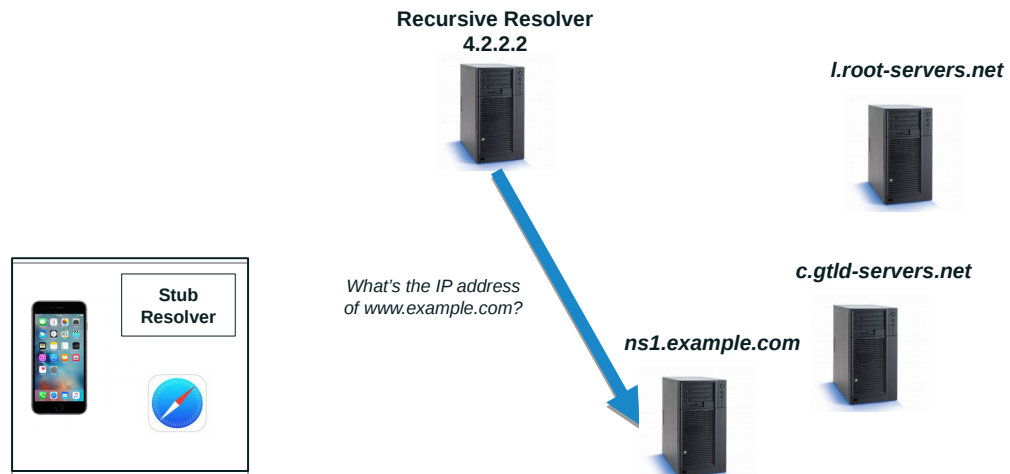 Recursive Resolver
4.2.2.2
l.root-servers.net
Stub
Resolver
What’s the IP address
of www.example.com?
c.gtld-servers.net
ns1.example.com